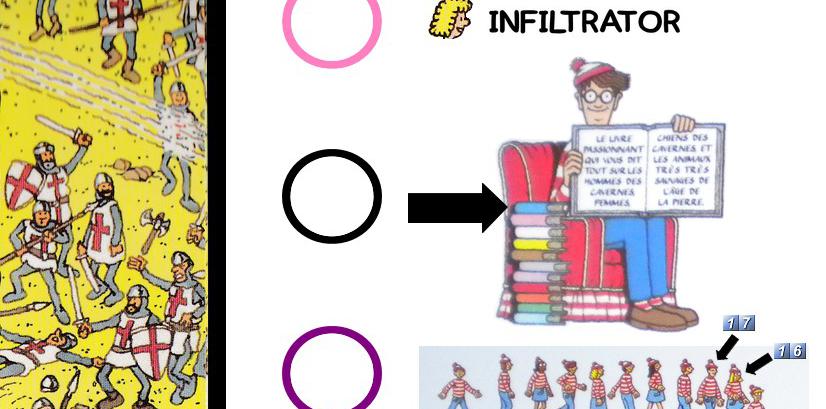 INFILTRATOR
LE LIVRE
PASSIONNANT
QUI VOUS DIT
TOUT SUR LES
HOMMES DES
CAVERNES,
FEMMES,
CHIENS DES
CAVERNES, ET
LES ANIMAUX
TRÈS TRÈS
SAUVAGES DE
L'ÂGE DE
LA PIERRE.
17
16